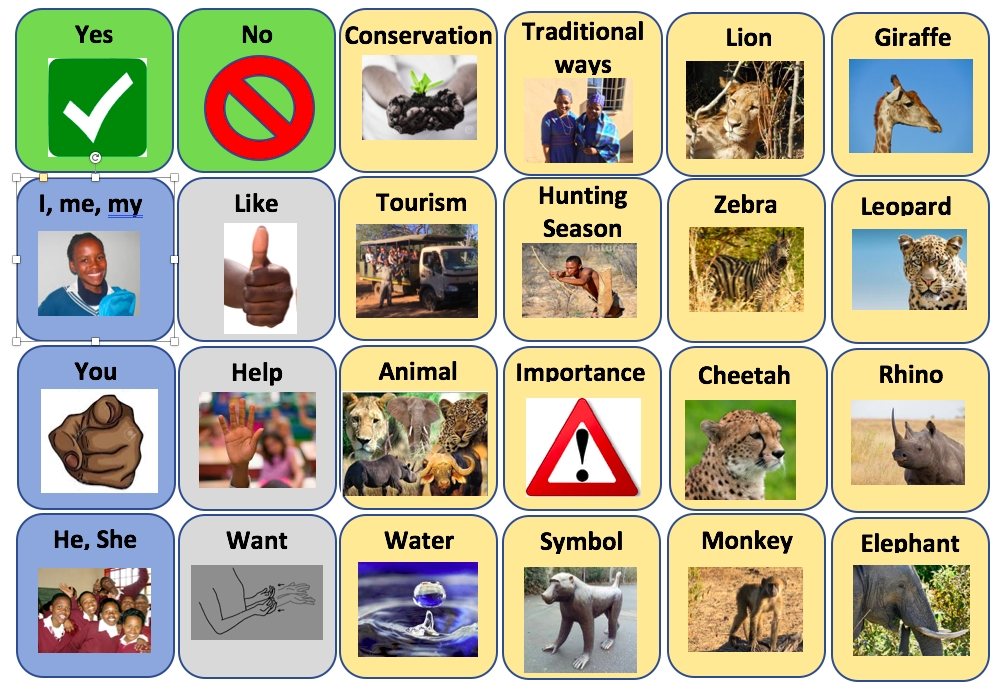 Yes
No
Conservation
Traditional
ways
Lion
Giraffe
I, me, my
Like
Tourism
Hunting
Season
nature
Zebra
Leopard
You
Help
Animal
Importance
Cheetah
Rhino
He, She
Want
Water
Symbol
Monkey
Elephant